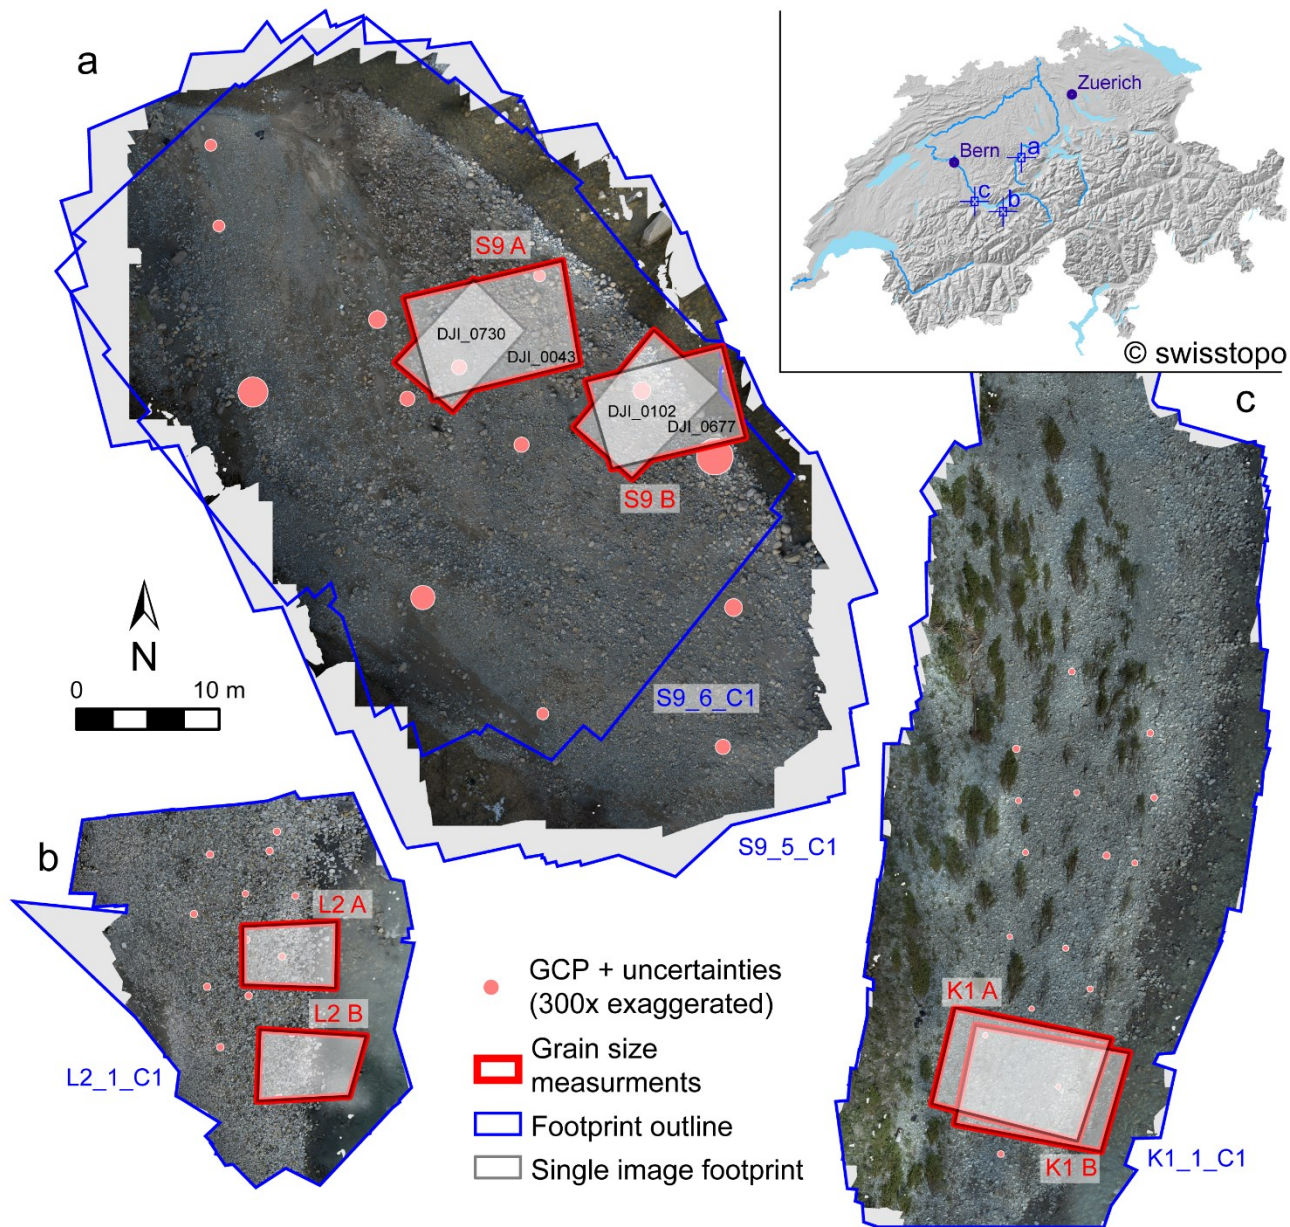 a
S9 A
DJI_0730
DJI_0043
DJI_0102
DJI_0677
S9 B
S9_6_C1
S9_5_C1
N
0 10 m
Zuerich
Bern
a
b
c
© swisstopo
b
L2 A
L2 B
L2_1_C1
GCP + uncertainties
(300x exaggerated)
Grain size
measurments
Footprint outline
Single image footprint
c
K1 A
K1 B
K1_1_C1